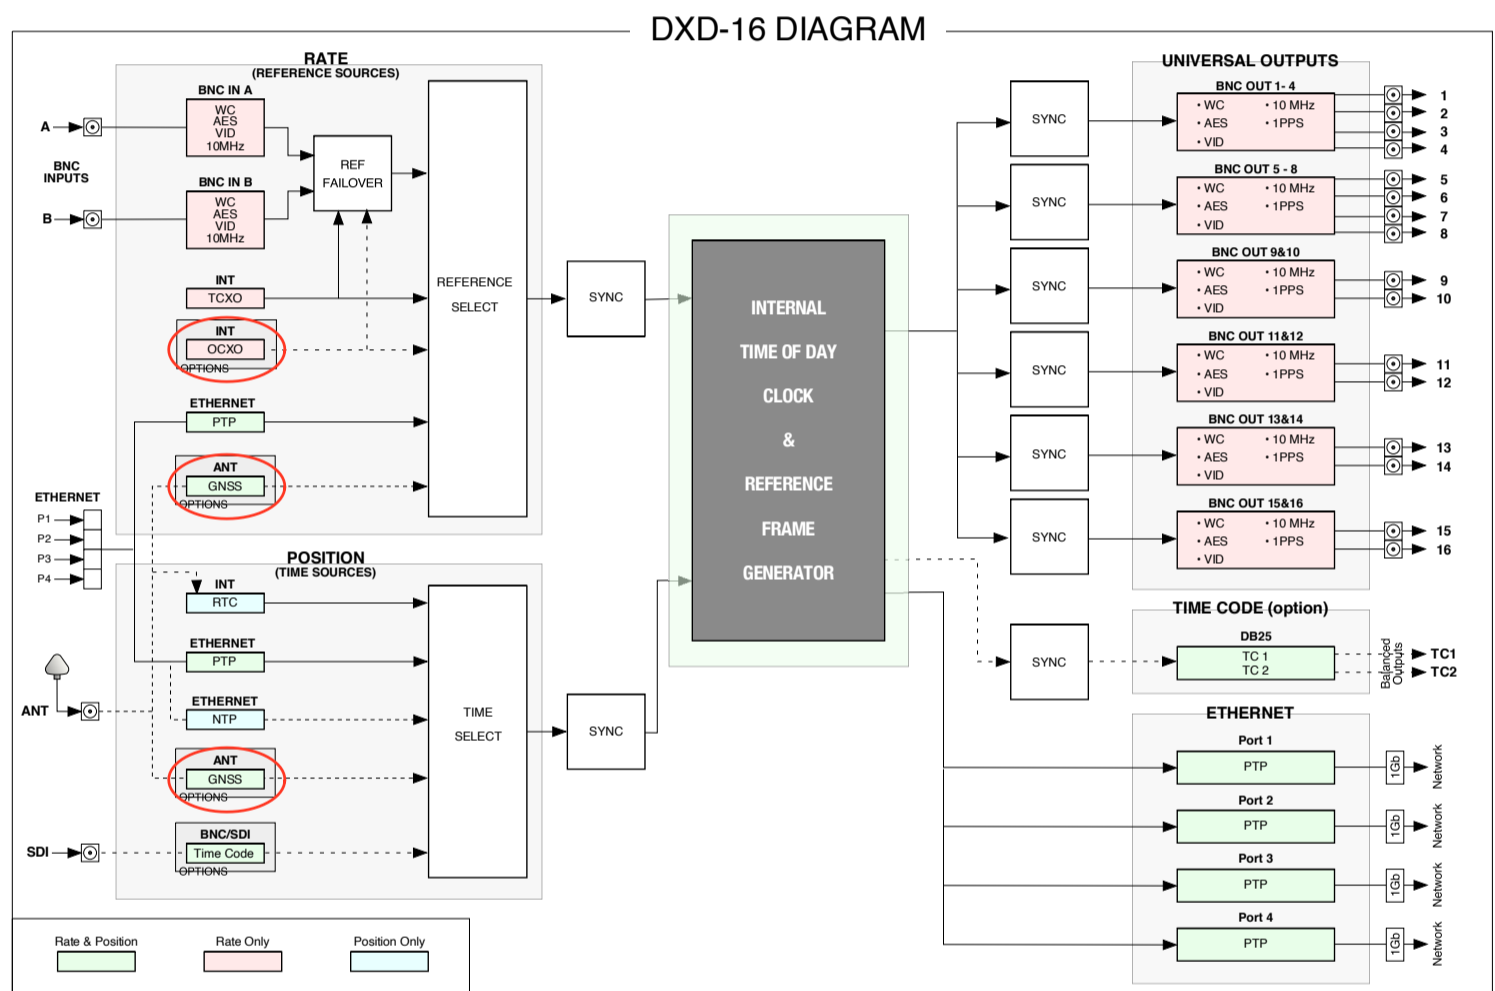 DXD-16 DIAGRAM
RATE
(REFERENCE SOURCES)
BNC IN A
WC
AES
VID
10MHz
A
BNC
INPUTS
BNC IN B
WC
AES
VID
10MHz
B
REF
FAILOVER
INT
TCXO
INT
OCXO
OPTIONS
ETHERNET
PTP
ANT
GNSS
OPTIONS
REFERENCE
SELECT
SYNC
ETHERNET
P1
P2
P3
P4
POSITION
(TIME SOURCES)
INT
RTC
ETHERNET
PTP
ETHERNET
NTP
ANT
ANT
GNSS
OPTIONS
SDI
BNC/SDI
Time Code
OPTIONS
TIME
SELECT
SYNC
INTERNAL
TIME OF DAY
CLOCK
&
REFERENCE
FRAME
GENERATOR
SYNC
SYNC
SYNC
SYNC
SYNC
SYNC
SYNC
UNIVERSAL OUTPUTS
BNC OUT 1- 4
• WC • 10 MHz
• AES • 1PPS
• VID
1
2
3
4
BNC OUT 5 - 8
• WC • 10 MHz
• AES • 1PPS
• VID
5
6
7
8
BNC OUT 9&10
• WC • 10 MHz
• AES • 1PPS
• VID
9
10
BNC OUT 11&12
• WC • 10 MHz
• AES • 1PPS
• VID
11
12
BNC OUT 13&14
• WC • 10 MHz
• AES • 1PPS
• VID
13
14
BNC OUT 15&16
• WC • 10 MHz
• AES • 1PPS
• VID
15
16
TIME CODE (option)
DB25
TC 1
TC 2
Balanced
Outputs
TC1
TC2
ETHERNET
Port 1
PTP
1Gb
Network
Port 2
PTP
1Gb
Network
Port 3
PTP
1Gb
Network
Port 4
PTP
1Gb
Network
Rate & Position
Rate Only
Position Only